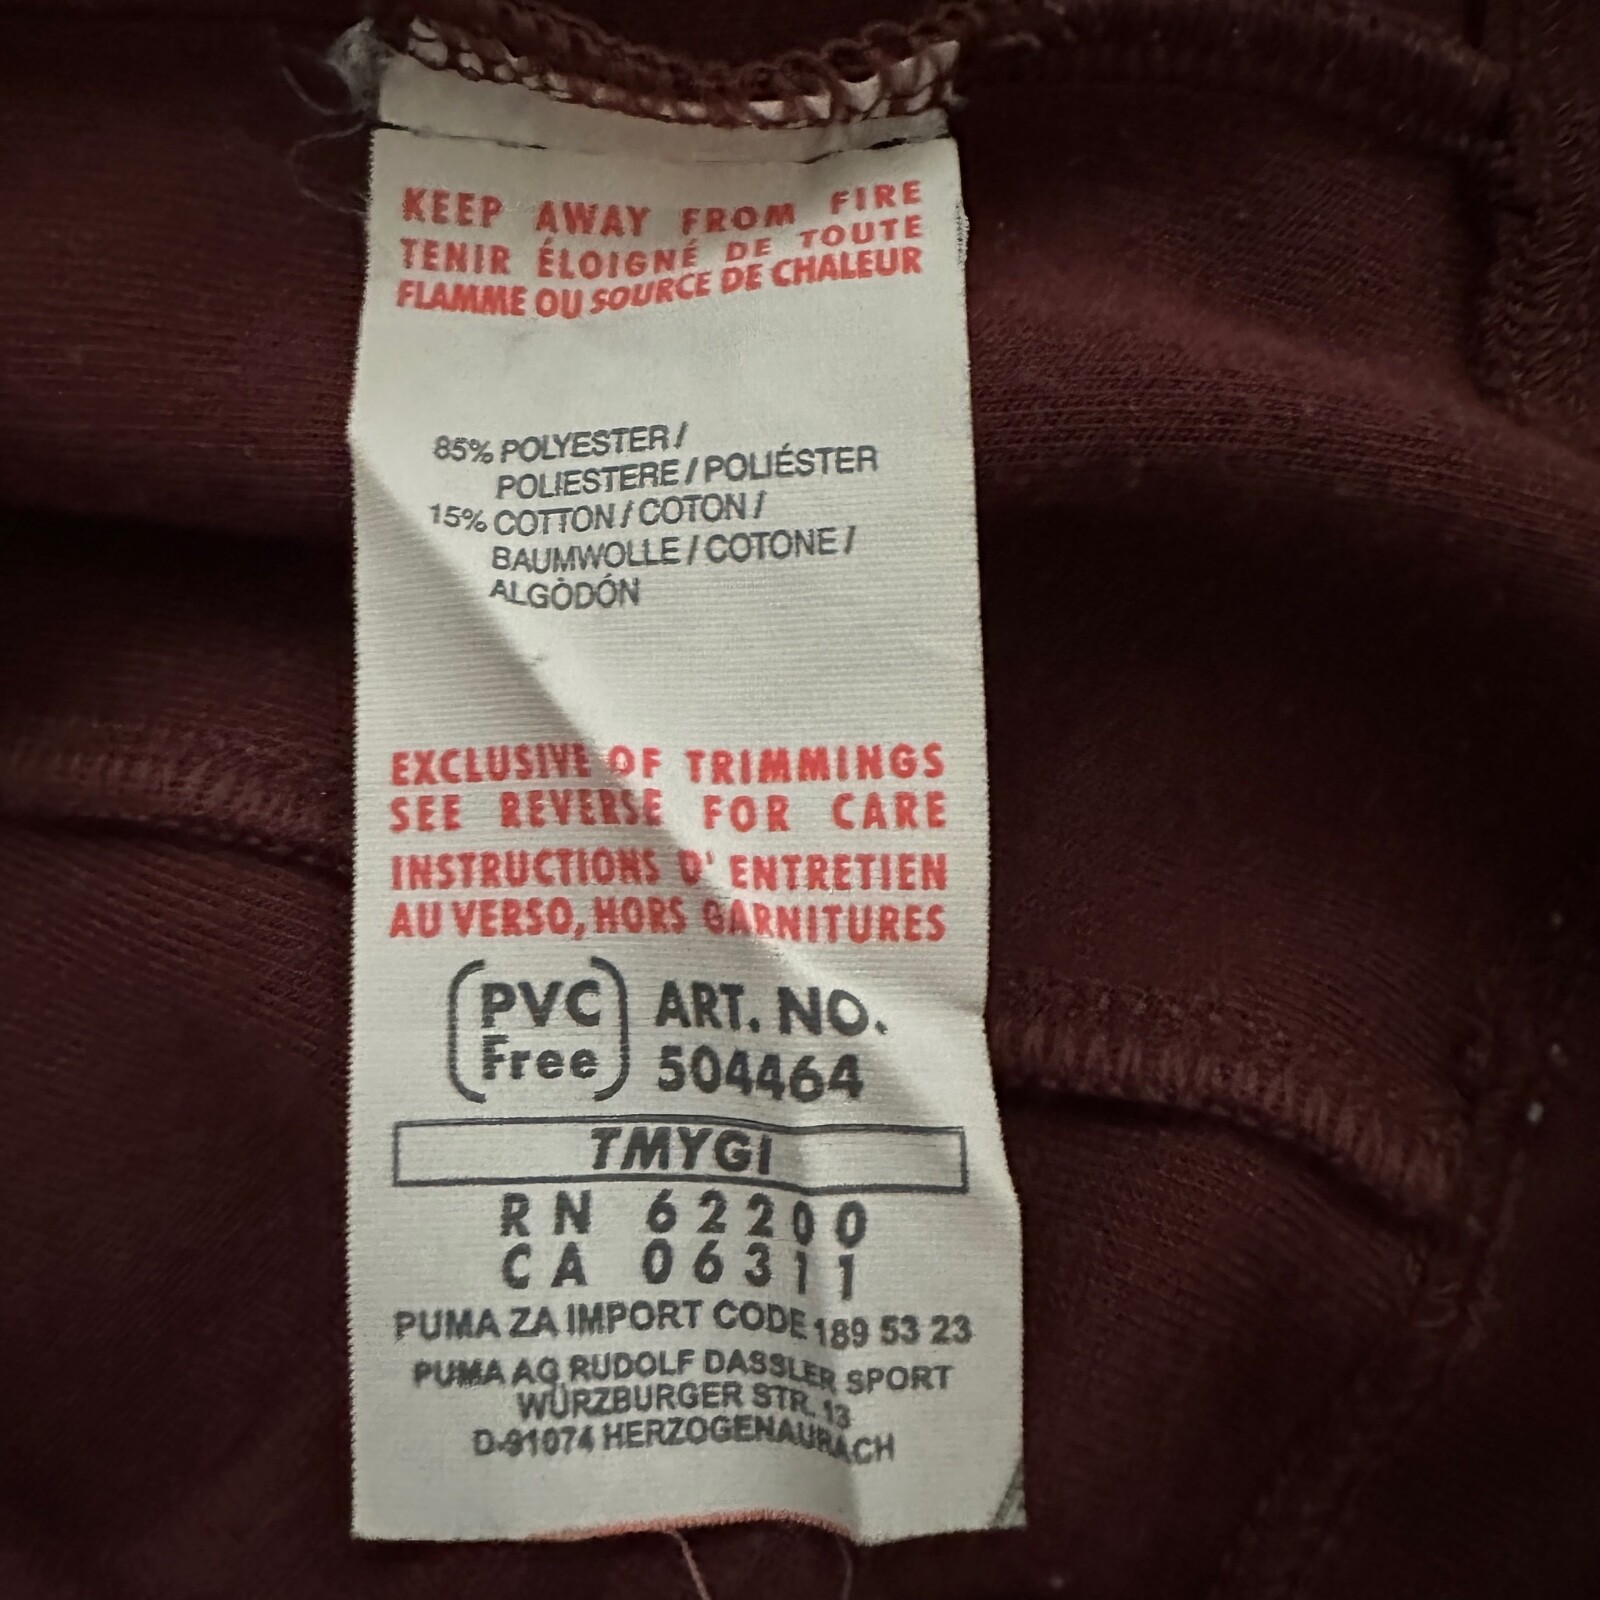 KEEP AWAY FROM FIRE
TENIR ÉLOIGNÉ DE TOUTE
FLAMME OU SOURCE DE CHALEUR
85% POLYESTER /
POLIESTERE / POLIÉSTER
15% COTTON / COTON /
BAUMWOLLE / COTONE /
ALGÒDÓN
EXCLUSIVE OF TRIMMINGS
SEE REVERSE FOR CARE
INSTRUCTIONS D' ENTRETIEN
AU VERSO, HORS GARNITURES
PVC
Free
ART. NO.
504464
TMYGI
RN 62200
CA 06311
PUMA ZA IMPORT CODE 189 53 23
PUMA AG RUDOLF DASSLER SPORT
WÜRZBURGER STR. 13
D-91074 HERZOGENAURACH